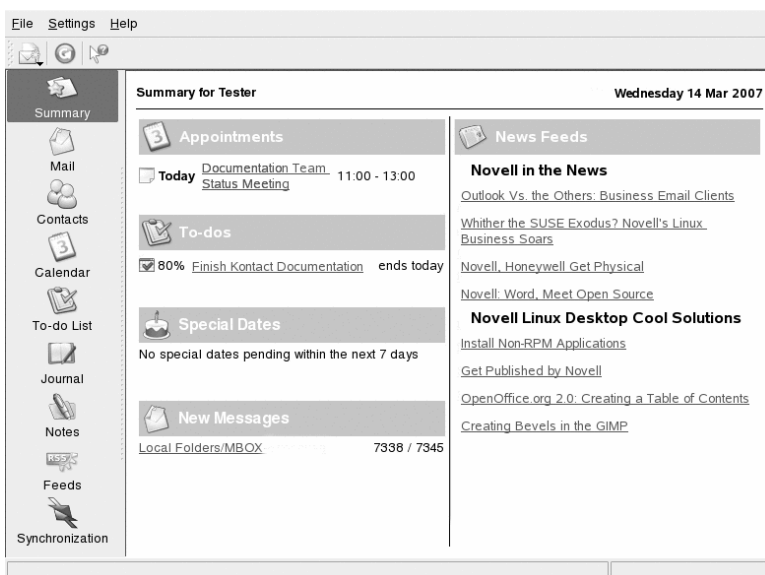 File Settings Help
Summary
Mail
Contacts
3
Calendar
To-do List
Journal
Notes
RSS
Feeds
Synchronization
Summary for Tester
Wednesday 14 Mar 2007
3 Appointments
Today Documentation Team
Status Meeting
11:00 - 13:00
To-dos
80% Finish Kontact Documentation ends today
Special Dates
No special dates pending within the next 7 days
New Messages
Local Folders/MBOX 7338 / 7345
News Feeds
Novell in the News
Outlook Vs. the Others: Business Email Clients
Whither the SUSE Exodus? Novell's Linux
Business Soars
Novell, Honeywell Get Physical
Novell: Word, Meet Open Source
Novell Linux Desktop Cool Solutions
Install Non-RPM Applications
Get Published by Novell
OpenOffice.org 2.0: Creating a Table of Contents
Creating Bevels in the GIMP